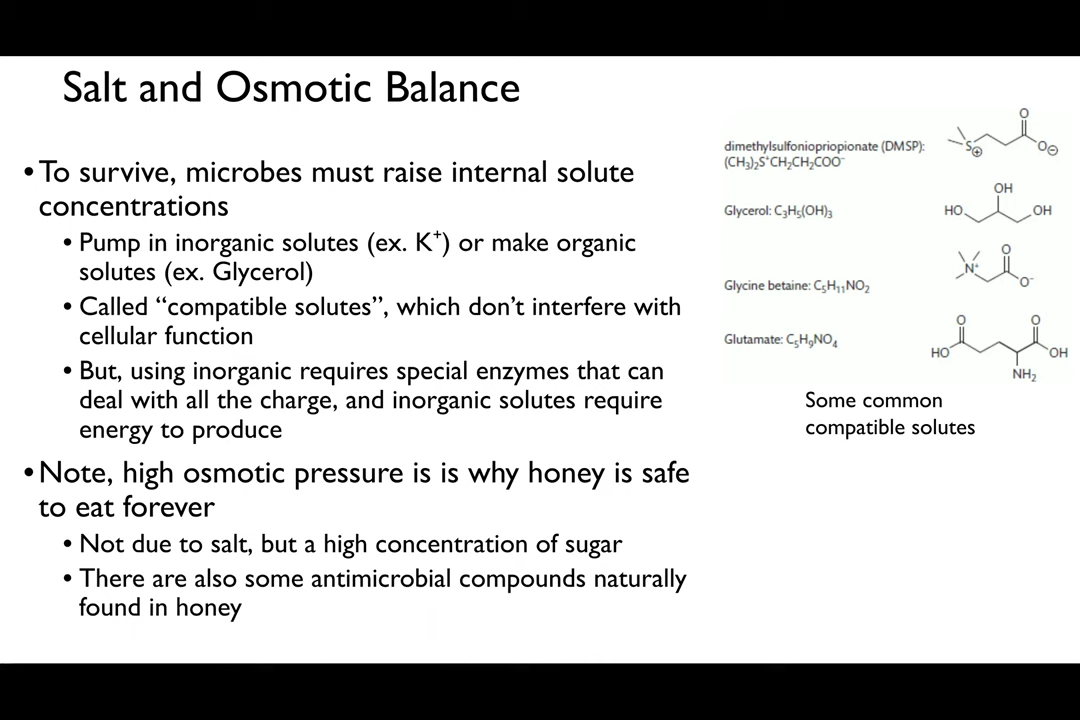 Salt and Osmotic Balance
•To survive, microbes must raise internal solute
concentrations
• Pump in inorganic solutes (ex. K⁺) or make organic
solutes (ex. Glycerol)
• Called “compatible solutes”, which don’t interfere with
cellular function
• But, using inorganic requires special enzymes that can
deal with all the charge, and inorganic solutes require
energy to produce
•Note, high osmotic pressure is is why honey is safe
to eat forever
• Not due to salt, but a high concentration of sugar
• There are also some antimicrobial compounds naturally
found in honey
dimethylsulfoniopropionate (DMSP):
(CH₃)₂S⁺CH₂CH₂COO⁻
S⊕
O
O⊖
Glycerol: C₃H₅(OH)₃
HO
OH
OH
Glycine betaine: C₅H₁₁NO₂
N⁺
O
O⁻
Glutamate: C₅H₉NO₄
O
O
HO
OH
NH₂
Some common
compatible solutes